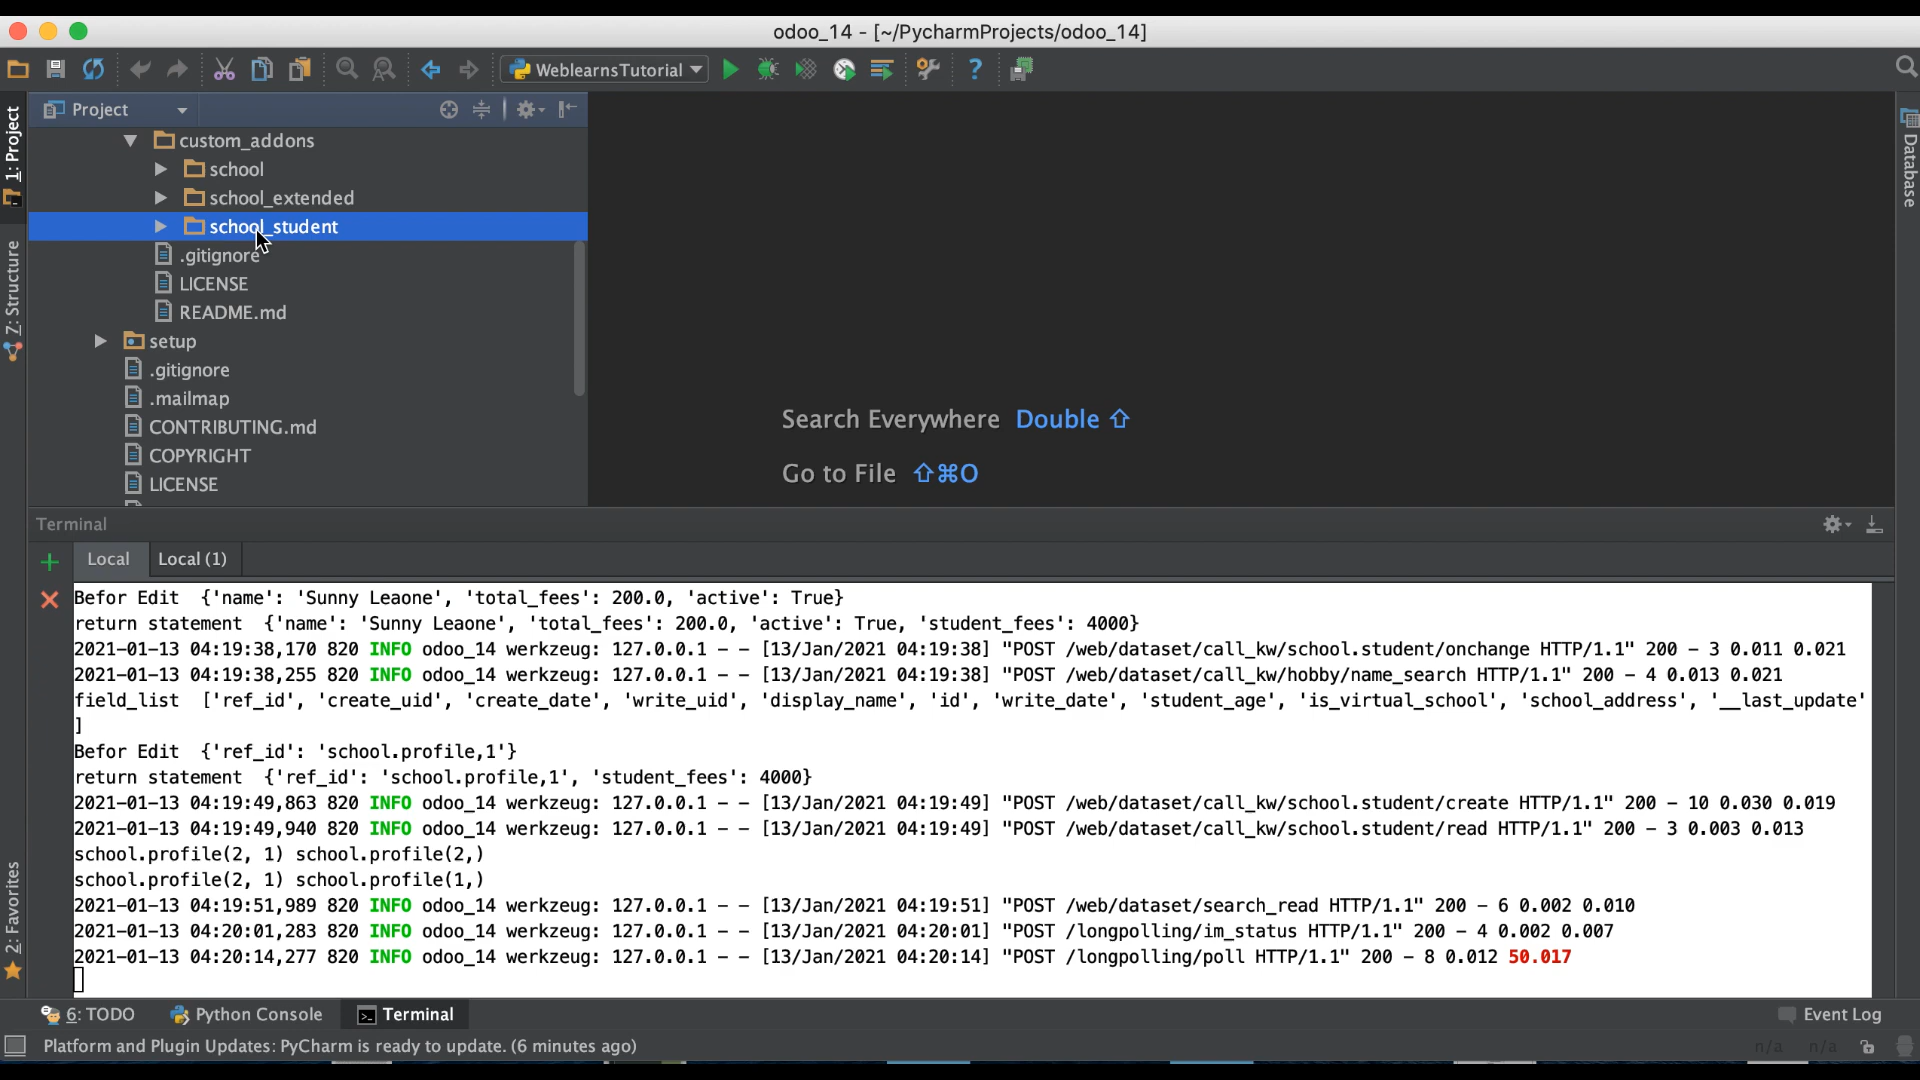 odoo_14 - [~/PycharmProjects/odoo_14]
WeblearnsTutorial
Project
custom_addons
school
school_extended
school_student
.gitignore
LICENSE
README.md
setup
.gitignore
.mailmap
CONTRIBUTING.md
COPYRIGHT
LICENSE
1: Project
Z: Structure
2: Favorites
Database
Search Everywhere Double ⇧
Go to File ⇧⌘O
Terminal
Local Local (1)
Befor Edit  {'name': 'Sunny Leaone', 'total_fees': 200.0, 'active': True}
return statement  {'name': 'Sunny Leaone', 'total_fees': 200.0, 'active': True, 'student_fees': 4000}
2021-01-13 04:19:38,170 820 INFO odoo_14 werkzeug: 127.0.0.1 - - [13/Jan/2021 04:19:38] "POST /web/dataset/call_kw/school.student/onchange HTTP/1.1" 200 - 3 0.011 0.021
2021-01-13 04:19:38,255 820 INFO odoo_14 werkzeug: 127.0.0.1 - - [13/Jan/2021 04:19:38] "POST /web/dataset/call_kw/hobby/name_search HTTP/1.1" 200 - 4 0.013 0.021
field_list  ['ref_id', 'create_uid', 'create_date', 'write_uid', 'display_name', 'id', 'write_date', 'student_age', 'is_virtual_school', 'school_address', '__last_update'
]
Befor Edit  {'ref_id': 'school.profile,1'}
return statement  {'ref_id': 'school.profile,1', 'student_fees': 4000}
2021-01-13 04:19:49,863 820 INFO odoo_14 werkzeug: 127.0.0.1 - - [13/Jan/2021 04:19:49] "POST /web/dataset/call_kw/school.student/create HTTP/1.1" 200 - 10 0.030 0.019
2021-01-13 04:19:49,940 820 INFO odoo_14 werkzeug: 127.0.0.1 - - [13/Jan/2021 04:19:49] "POST /web/dataset/call_kw/school.student/read HTTP/1.1" 200 - 3 0.003 0.013
school.profile(2, 1) school.profile(2,)
school.profile(2, 1) school.profile(1,)
2021-01-13 04:19:51,989 820 INFO odoo_14 werkzeug: 127.0.0.1 - - [13/Jan/2021 04:19:51] "POST /web/dataset/search_read HTTP/1.1" 200 - 6 0.002 0.010
2021-01-13 04:20:01,283 820 INFO odoo_14 werkzeug: 127.0.0.1 - - [13/Jan/2021 04:20:01] "POST /longpolling/im_status HTTP/1.1" 200 - 4 0.002 0.007
2021-01-13 04:20:14,277 820 INFO odoo_14 werkzeug: 127.0.0.1 - - [13/Jan/2021 04:20:14] "POST /longpolling/poll HTTP/1.1" 200 - 8 0.012 50.017
6: TODO Python Console Terminal Event Log
Platform and Plugin Updates: PyCharm is ready to update. (6 minutes ago) n/a n/a